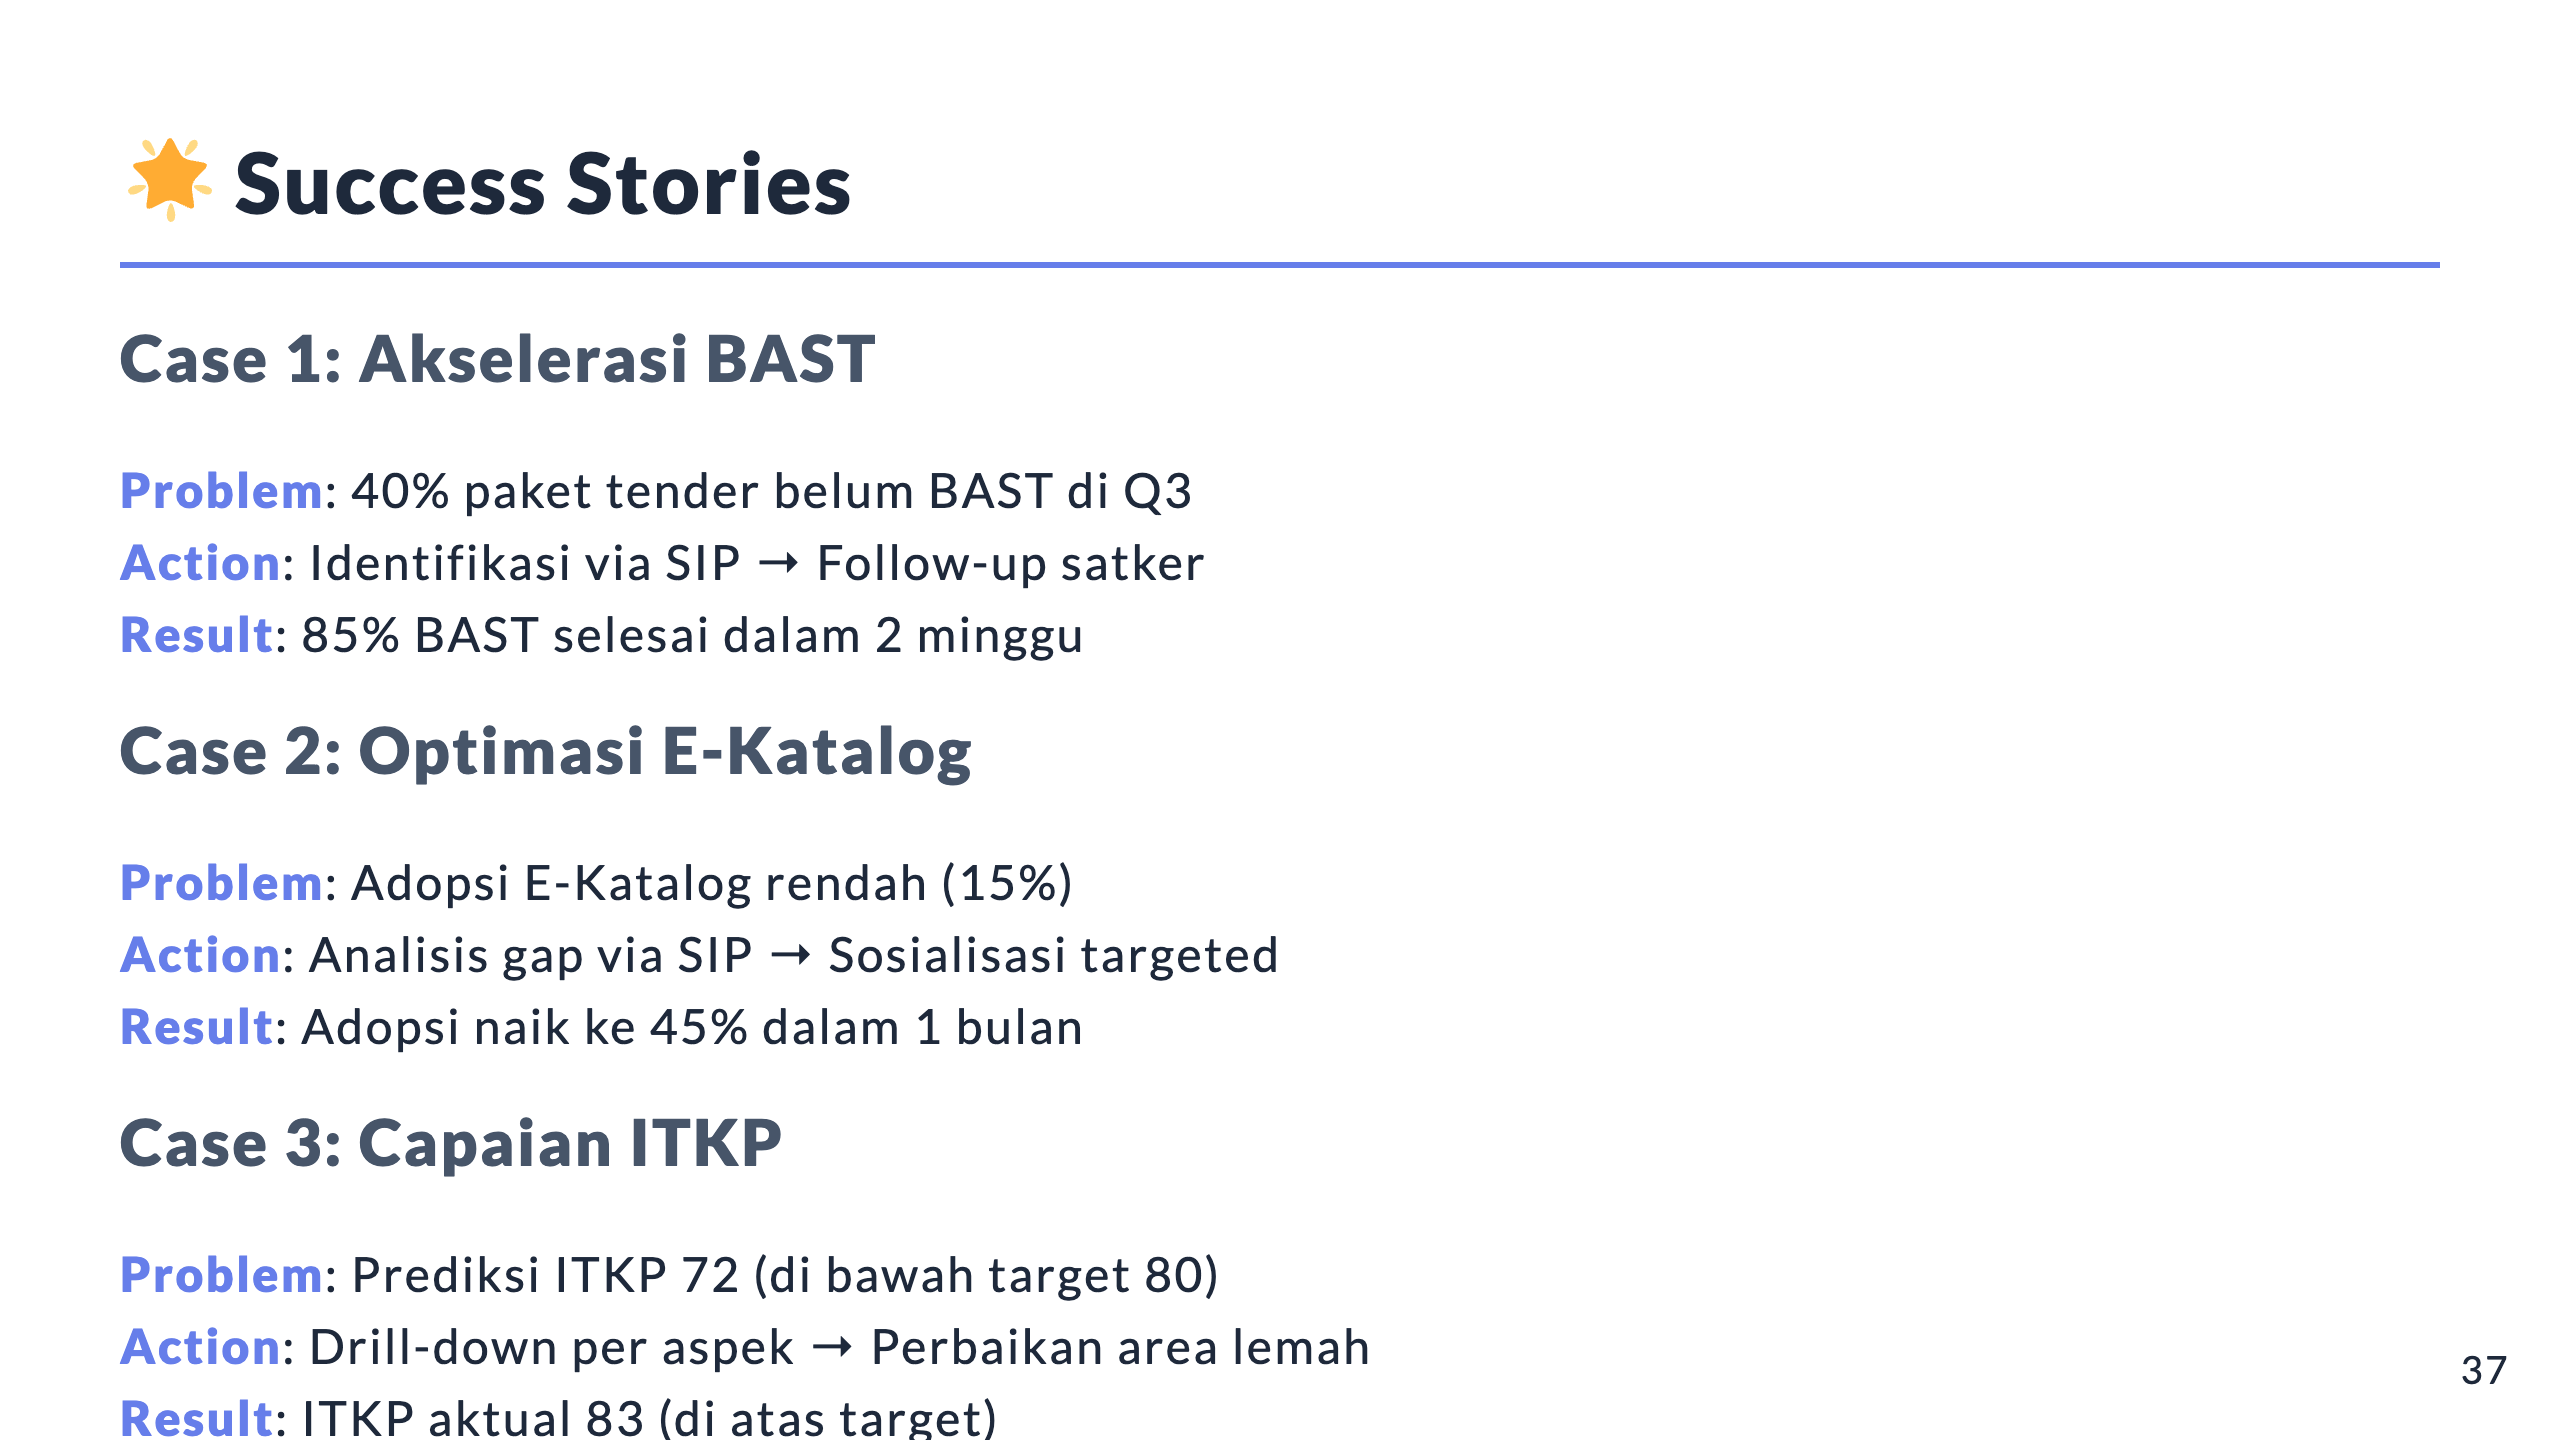 🌟 Success Stories
Case 1: Akselerasi BAST
Problem: 40% paket tender belum BAST di Q3
Action: Identifikasi via SIP → Follow-up satker
Result: 85% BAST selesai dalam 2 minggu
Case 2: Optimasi E-Katalog
Problem: Adopsi E-Katalog rendah (15%)
Action: Analisis gap via SIP → Sosialisasi targeted
Result: Adopsi naik ke 45% dalam 1 bulan
Case 3: Capaian ITKP
Problem: Prediksi ITKP 72 (di bawah target 80)
Action: Drill-down per aspek → Perbaikan area lemah
Result: ITKP aktual 83 (di atas target)
37